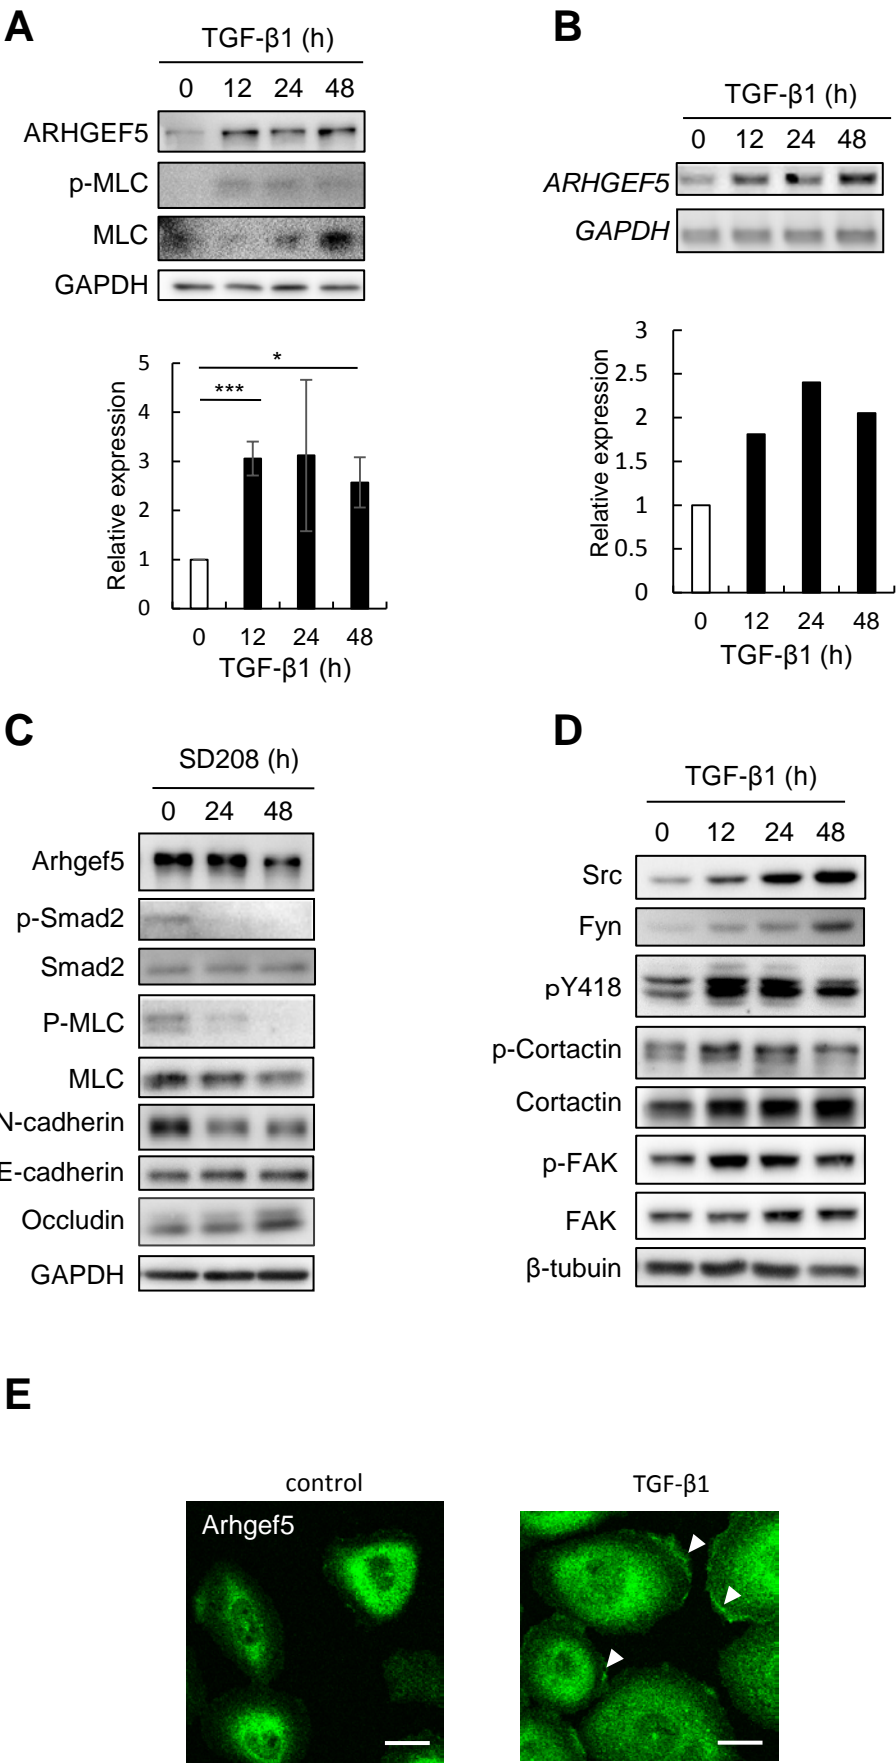 A
TGF-β1 (h)
0 12 24 48
ARHGEF5
p-MLC
MLC
GAPDH
5
4
3
2
1
0
Relative expression
*
***
0 12 24 48
TGF-β1 (h)
B
TGF-β1 (h)
0 12 24 48
ARHGEF5
GAPDH
3
2.5
2
1.5
1
0.5
0
Relative expression
0 12 24 48
TGF-β1 (h)
C
SD208 (h)
0 24 48
Arhgef5
p-Smad2
Smad2
P-MLC
MLC
N-cadherin
E-cadherin
Occludin
GAPDH
D
TGF-β1 (h)
0 12 24 48
Src
Fyn
pY418
p-Cortactin
Cortactin
p-FAK
FAK
β-tubuin
E
control
Arhgef5
TGF-β1